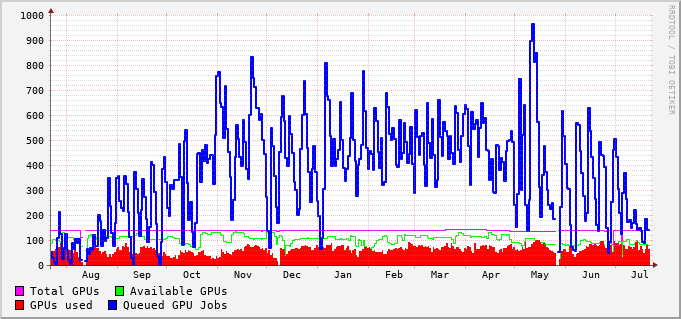 1000
900
800
700
600
500
400
300
200
100
0
Aug Sep Oct Nov Dec Jan Feb Mar Apr May Jun Jul
Total GPUs Available GPUs
GPUs used Queued GPU Jobs
RRDTOOL / TOBI OETIKER